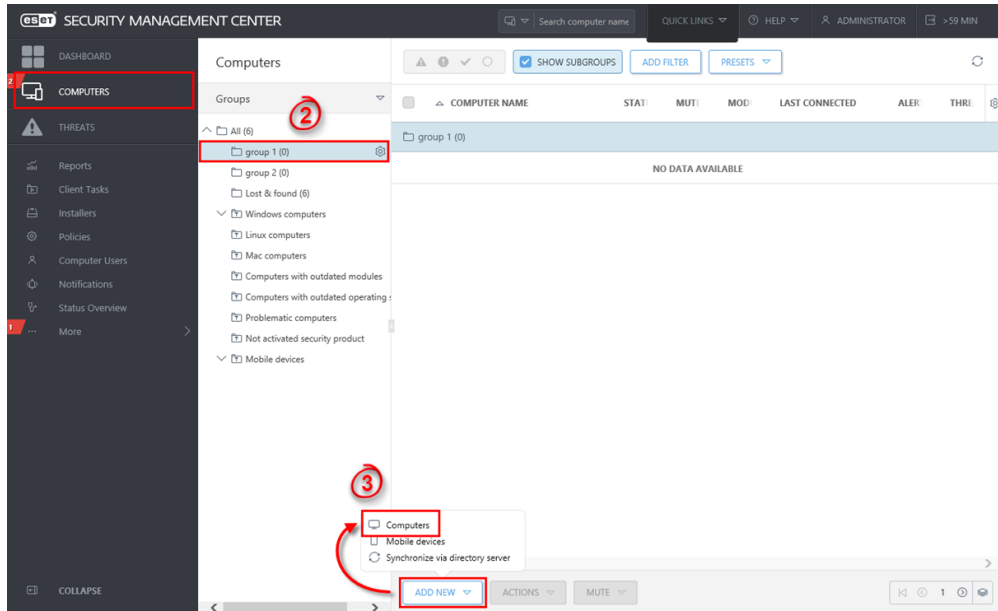 eset SECURITY MANAGEMENT CENTER
Search computer name
QUICK LINKS
HELP
ADMINISTRATOR
>59 MIN
DASHBOARD
2
COMPUTERS
THREATS
Reports
Client Tasks
Installers
Policies
Computer Users
Notifications
Status Overview
1
... More
COLLAPSE
Computers
Groups
2
All (6)
group 1 (0)
group 2 (0)
Lost & found (6)
Windows computers
Linux computers
Mac computers
Computers with outdated modules
Computers with outdated operating s
Problematic computers
Not activated security product
Mobile devices
SHOW SUBGROUPS
ADD FILTER
PRESETS
COMPUTER NAME STAT MUT MOD LAST CONNECTED ALER THRE
group 1 (0)
NO DATA AVAILABLE
3
Computers
Mobile devices
Synchronize via directory server
ADD NEW
ACTIONS
MUTE
1